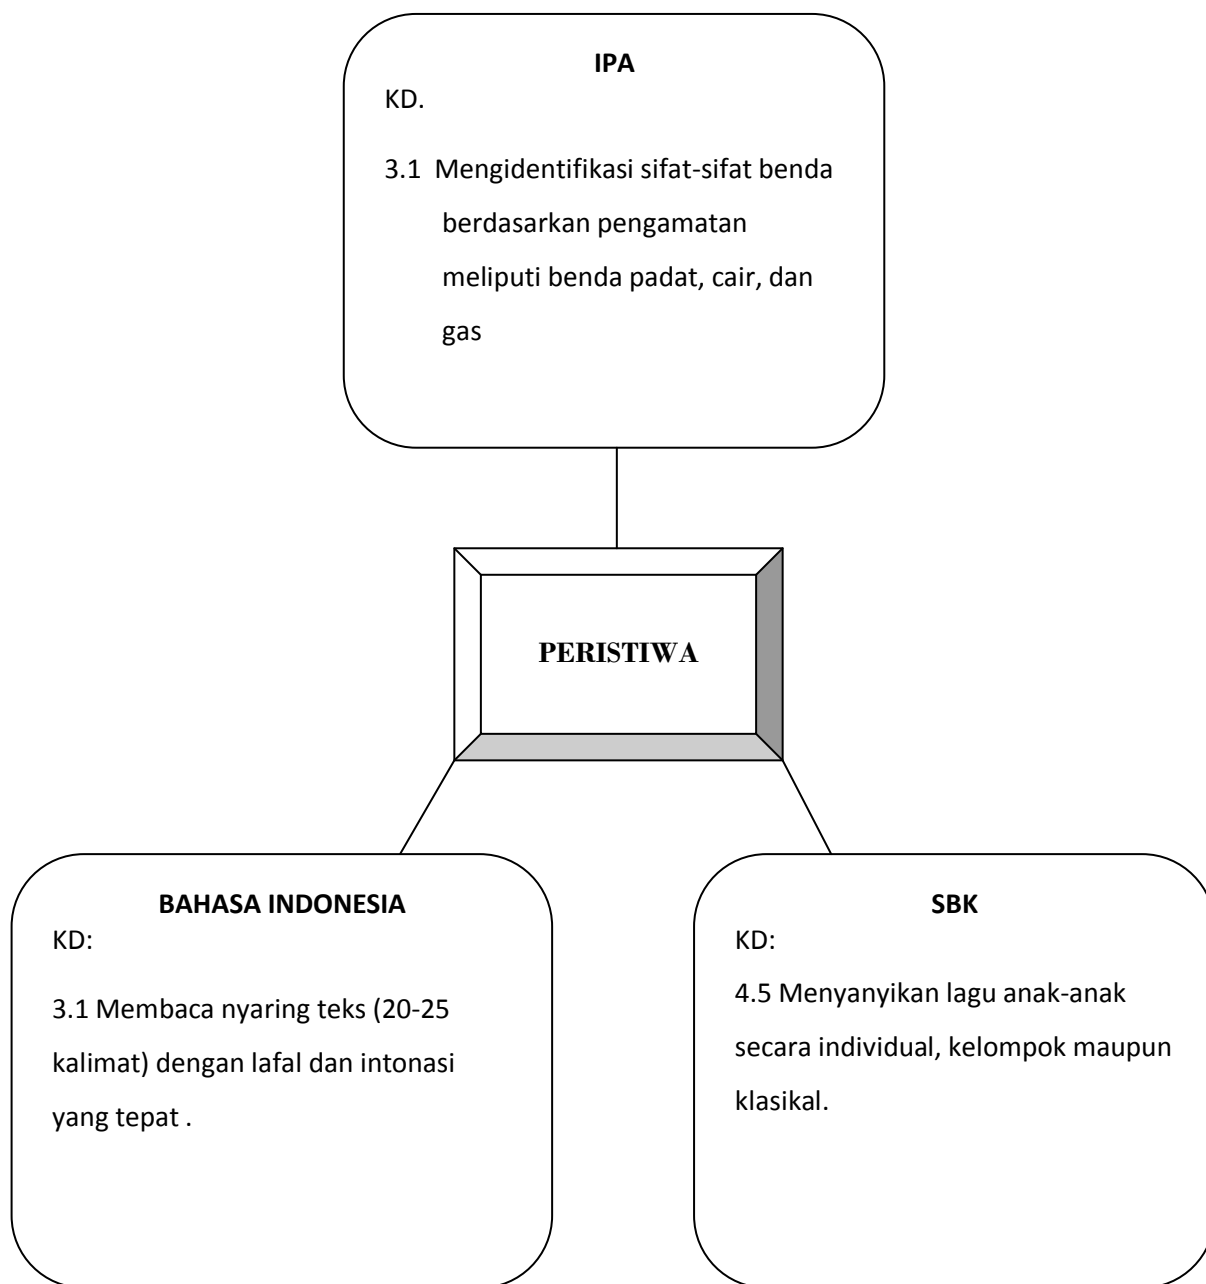 IPA
KD.
3.1 Mengidentifikasi sifat-sifat benda
berdasarkan pengamatan
meliputi benda padat, cair, dan
gas
PERISTIWA
BAHASA INDONESIA
KD:
3.1 Membaca nyaring teks (20-25
kalimat) dengan lafal dan intonasi
yang tepat .
SBK
KD:
4.5 Menyanyikan lagu anak-anak
secara individual, kelompok maupun
klasikal.